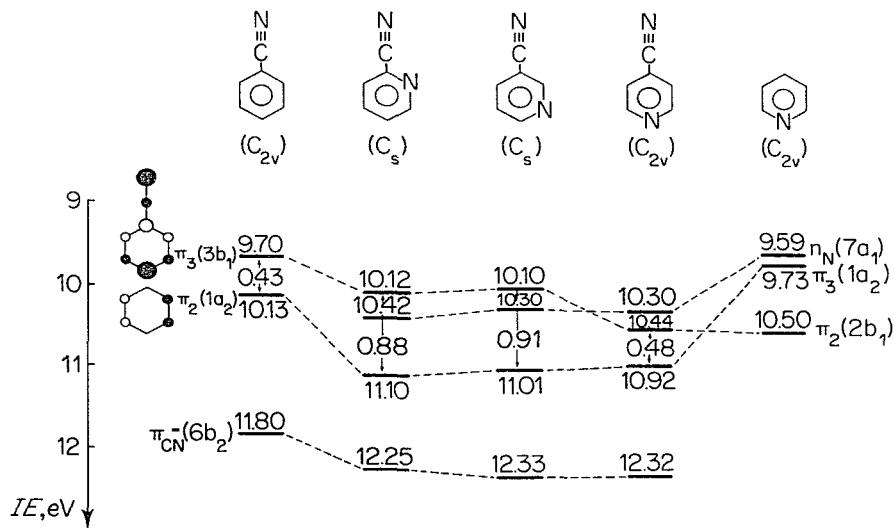 N N N N
≡ ≡ ≡ ≡
C C C C
N N N N
(C₂ᵥ) (Cₛ) (Cₛ) (C₂ᵥ) (C₂ᵥ)
9
9.70 9.59 n_N(7a₁)
π₃(3b₁) 10.12 10.10 9.73 π₃(1a₂)
10 0.43 10.42 10.30 10.30
π₂(1a₂) 10.13 10.44 10.50 π₂(2b₁)
0.88 0.91 0.48
11 11.10 11.01 10.92
π⁻_CN(6b₂) 11.80
12 12.25 12.33 12.32
IE,eV